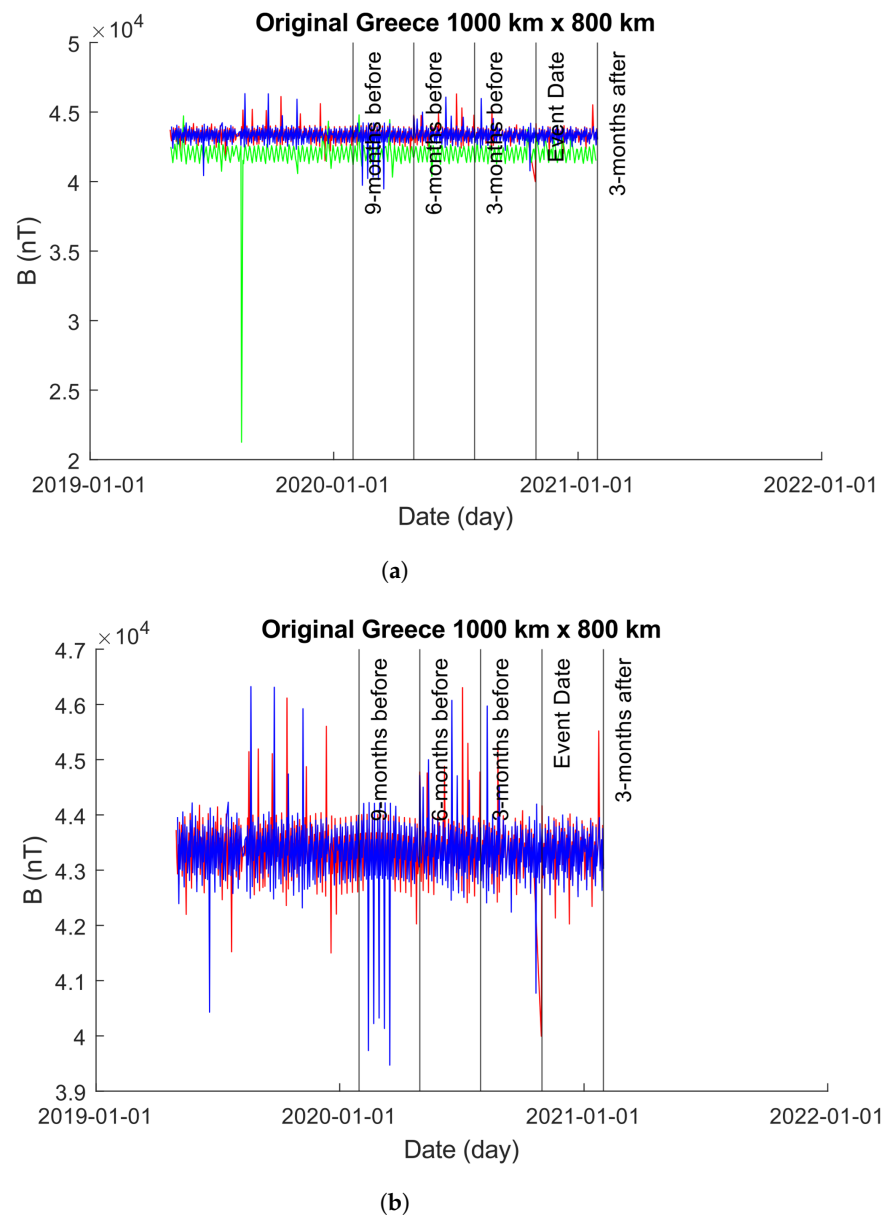 Original Greece 1000 km x 800 km
×10⁴
5
4.5
4
3.5
3
2.5
2
B (nT)
9-months before
6-months before
3-months before
Event Date
3-months after
2019-01-01
2020-01-01
2021-01-01
2022-01-01
Date (day)
(a)
Original Greece 1000 km x 800 km
×10⁴
4.7
4.6
4.5
4.4
4.3
4.2
4.1
4
3.9
B (nT)
9-months before
6-months before
3-months before
Event Date
3-months after
2019-01-01
2020-01-01
2021-01-01
2022-01-01
Date (day)
(b)